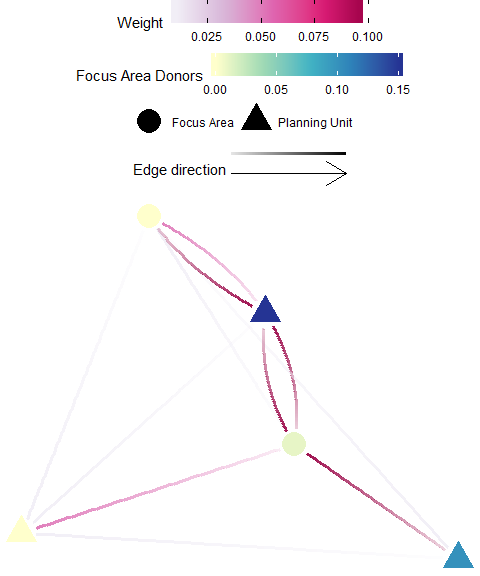 Weight
0.025 0.050 0.075 0.100
Focus Area Donors
0.00 0.05 0.10 0.15
Focus Area Planning Unit
Edge direction